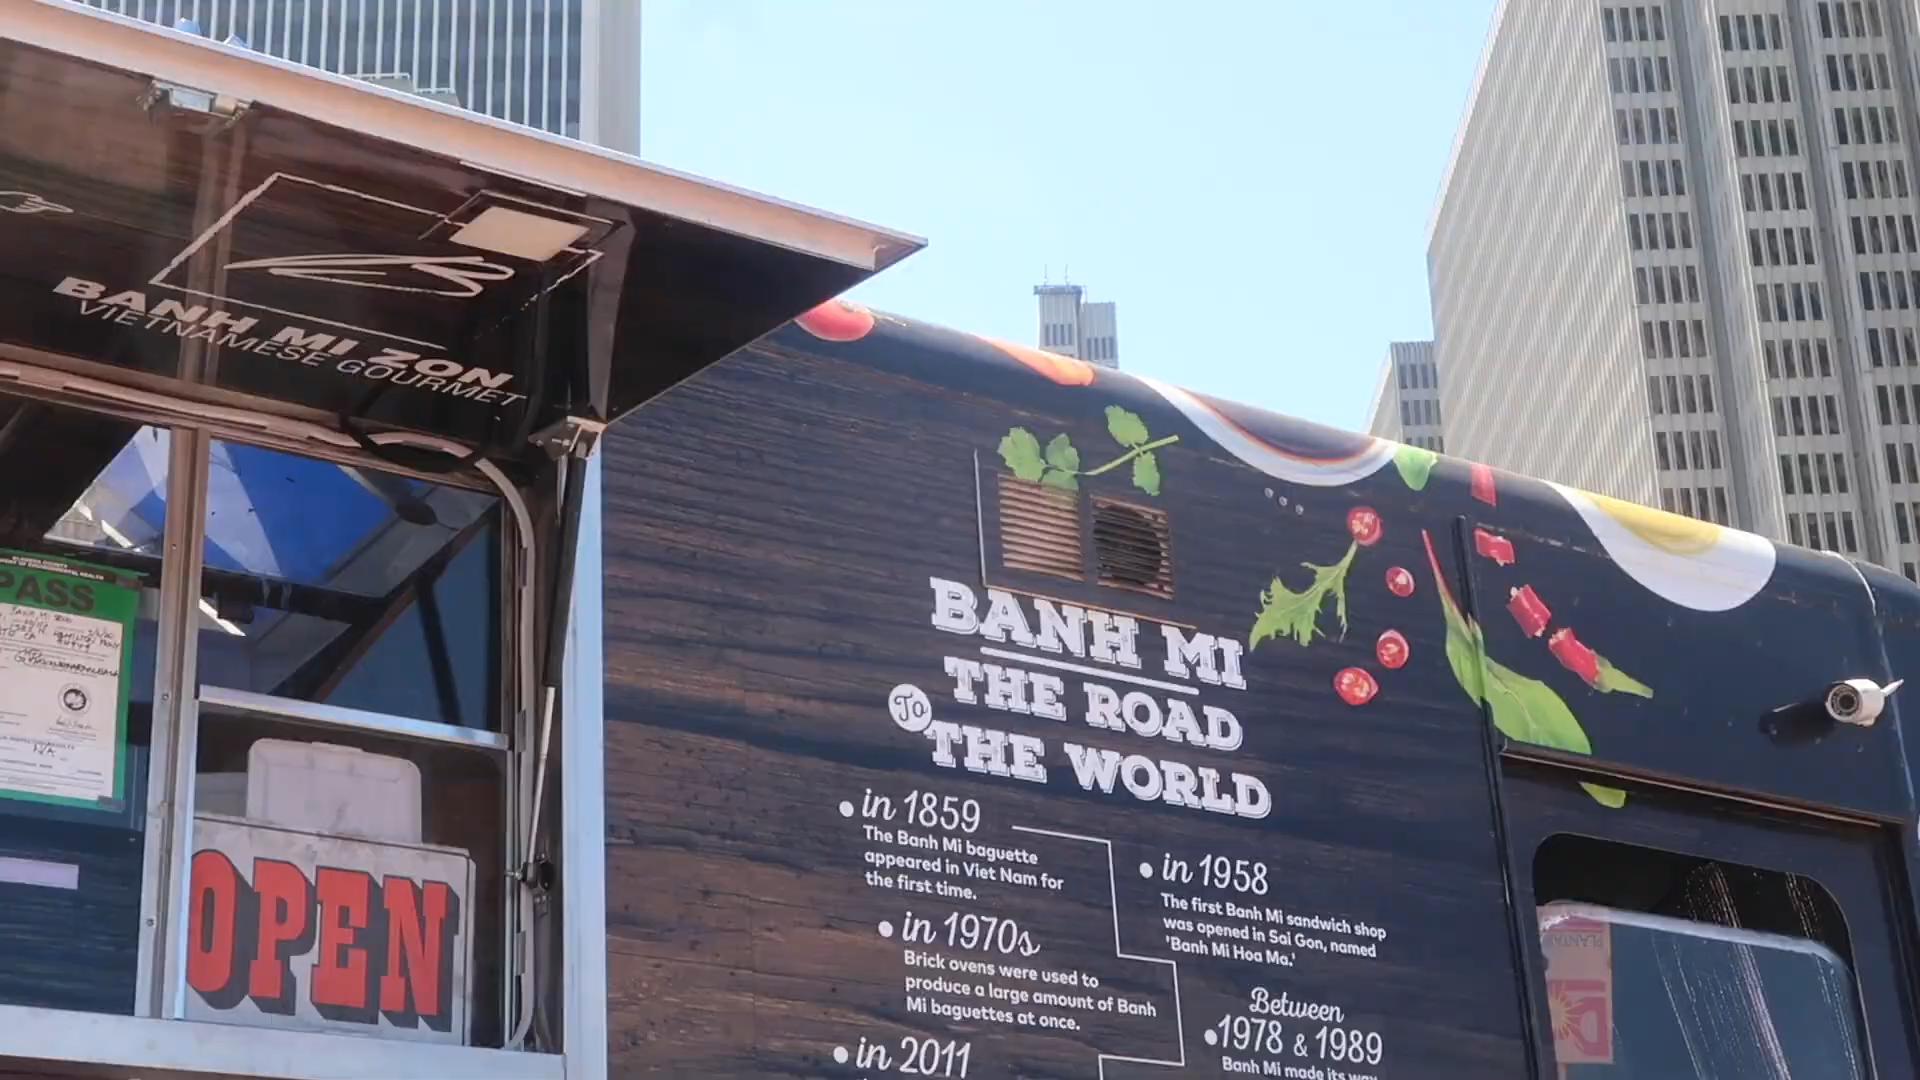 BANH MI ZON
VIETNAMESE GOURMET
PASS
N/A
OPEN
BANH MI
THE ROAD
To
THE WORLD
• in 1859
The Banh Mi baguette
appeared in Viet Nam for
the first time.
• in 1958
The first Banh Mi sandwich shop
was opened in Sai Gon, named
'Banh Mi Hoa Ma.'
• in 1970s
Brick ovens were used to
produce a large amount of Banh
Mi baguettes at once.
Between
•1978 & 1989
Banh Mi made its way
• in 2011